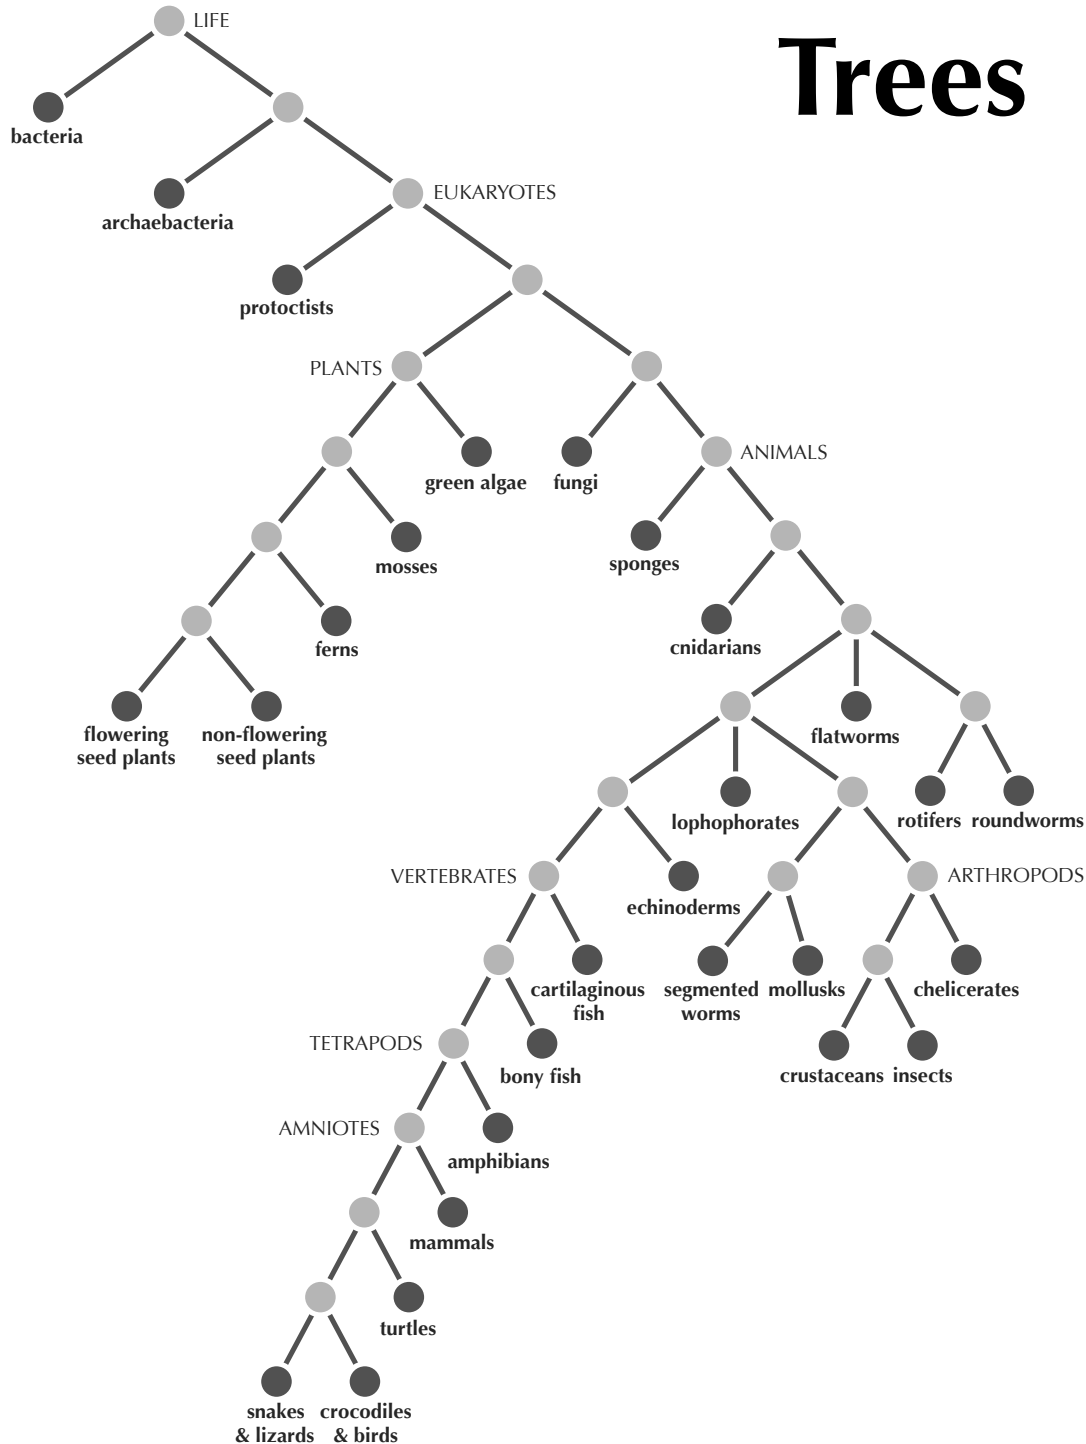 Trees
LIFE
bacteria
archaebacteria
EUKARYOTES
protoctists
PLANTS
green algae
fungi
ANIMALS
mosses
sponges
ferns
cnidarians
flowering
seed plants
non-flowering
seed plants
flatworms
lophophorates
rotifers
roundworms
VERTEBRATES
echinoderms
ARTHROPODS
cartilaginous
fish
segmented
worms
mollusks
chelicerates
TETRAPODS
bony fish
crustaceans
insects
AMNIOTES
amphibians
mammals
turtles
snakes
& lizards
crocodiles
& birds